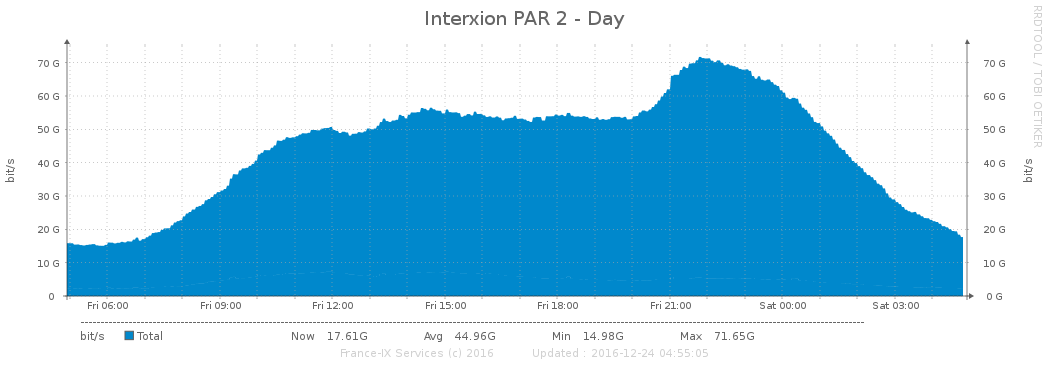 Interxion PAR 2 - Day
RRDTOOL / TOBI OETIKER
bit/s
70 G
60 G
50 G
40 G
30 G
20 G
10 G
0
70 G
60 G
50 G
40 G
30 G
20 G
10 G
0 G
bit/s
Fri 06:00 Fri 09:00 Fri 12:00 Fri 15:00 Fri 18:00 Fri 21:00 Sat 00:00 Sat 03:00
bit/s Total Now 17.61G Avg 44.96G Min 14.98G Max 71.65G
France-IX Services (c) 2016 Updated : 2016-12-24 04:55:05